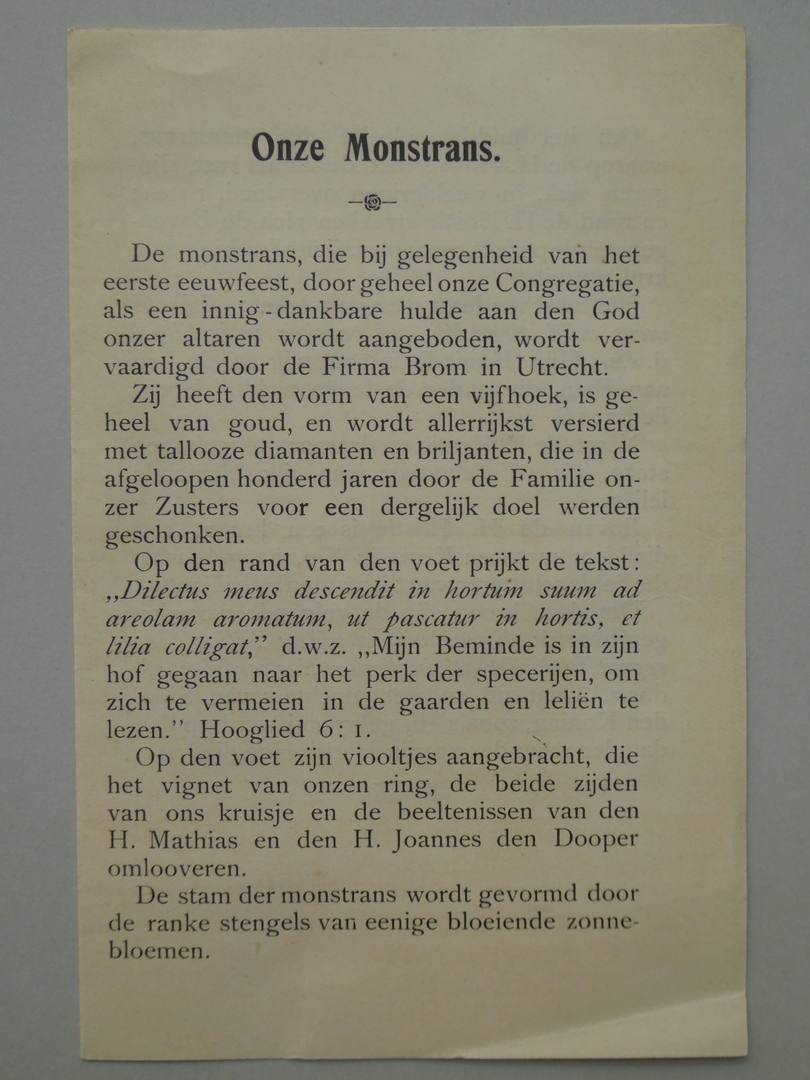 Onze Monstrans.
De monstrans, die bij gelegenheid van het
eerste eeuwfeest, door geheel onze Congregatie,
als een innig-dankbare hulde aan den God
onzer altaren wordt aangeboden, wordt ver-
vaardigd door de Firma Brom in Utrecht.
Zij heeft den vorm van een vijfhoek, is ge-
heel van goud, en wordt allerrijkst versierd
met tallooze diamanten en briljanten, die in de
afgeloopen honderd jaren door de Familie on-
zer Zusters voor een dergelijk doel werden
geschonken.
Op den rand van den voet prijkt de tekst:
„Dilectus meus descendit in hortum suum ad
areolam aromatum, ut pascatur in hortis, et
lilia colligat,” d.w.z. „Mijn Beminde is in zijn
hof gegaan naar het perk der specerijen, om
zich te vermeien in de gaarden en leliën te
lezen.” Hooglied 6: 1.
Op den voet zijn viooltjes aangebracht, die
het vignet van onzen ring, de beide zijden
van ons kruisje en de beeltenissen van den
H. Mathias en den H. Joannes den Dooper
omlooveren.
De stam der monstrans wordt gevormd door
de ranke stengels van eenige bloeiende zonne-
bloemen.